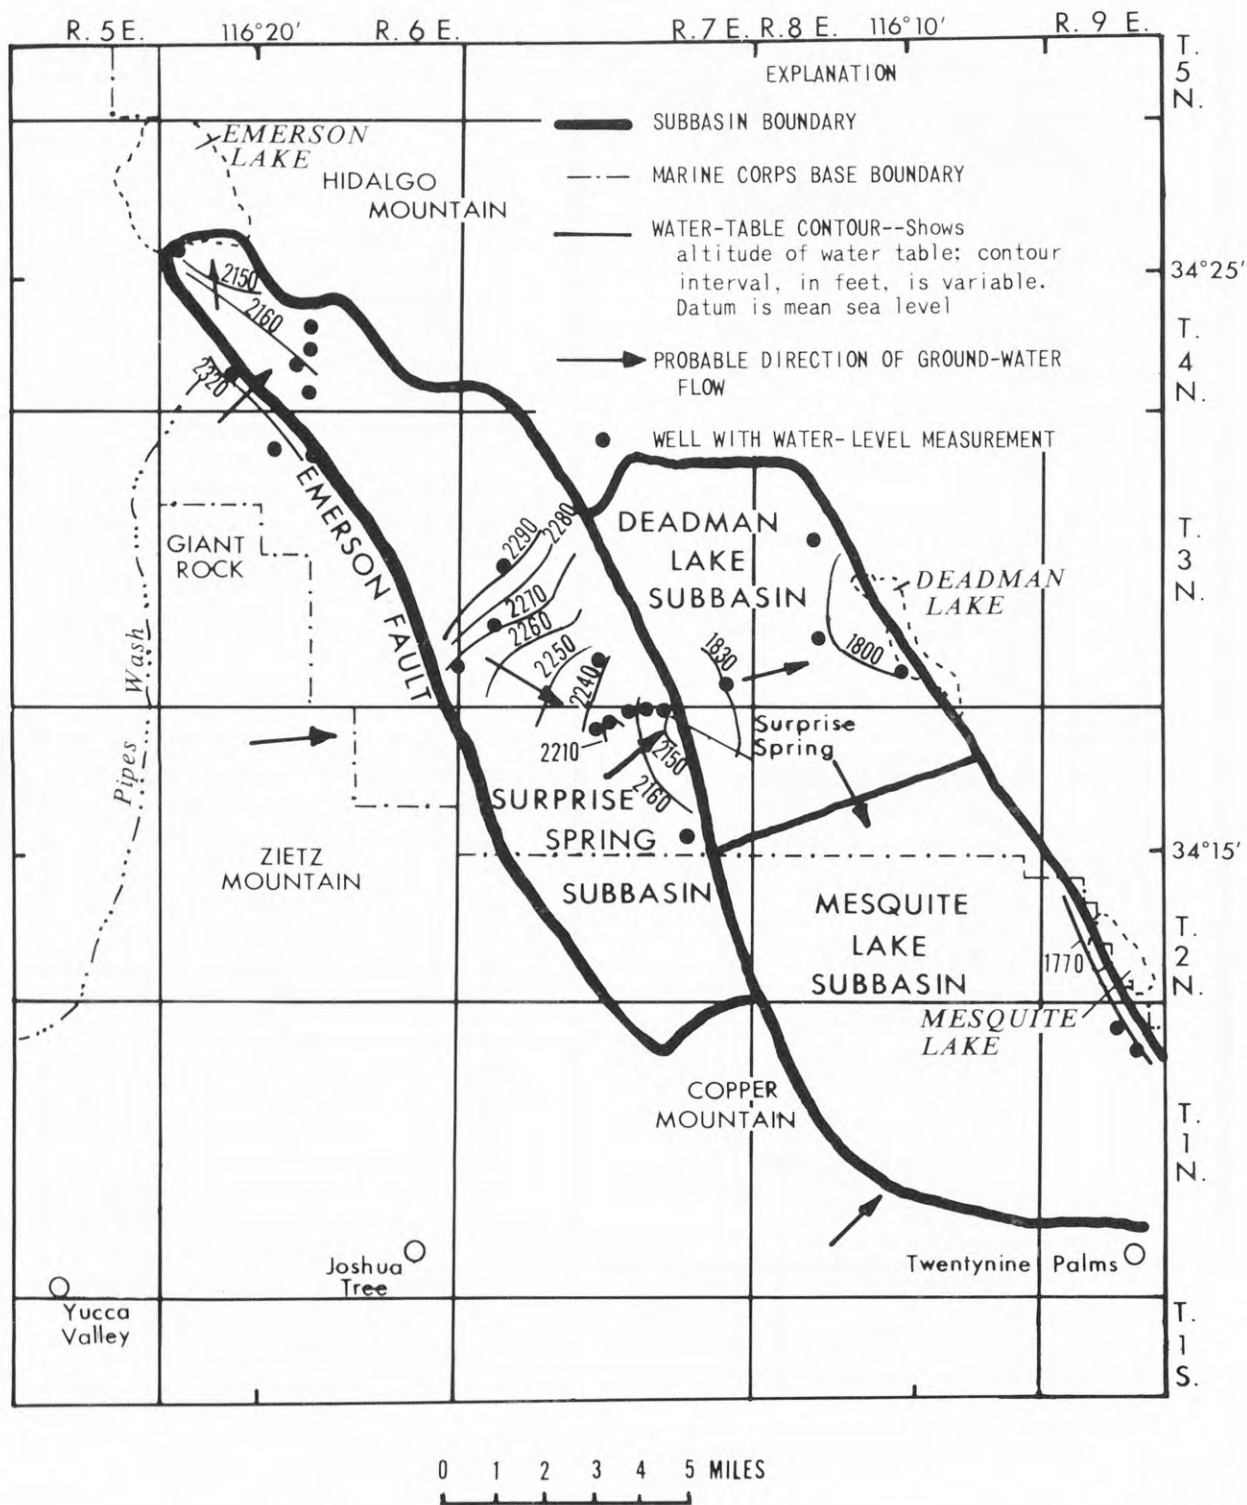 R. 5 E.
116°20'
R. 6 E.
R. 7 E.
R. 8 E.
116°10'
R. 9 E.
T.
5
N.
EXPLANATION
SUBBASIN BOUNDARY
MARINE CORPS BASE BOUNDARY
WATER-TABLE CONTOUR--Shows
altitude of water table: contour
interval, in feet, is variable.
Datum is mean sea level
PROBABLE DIRECTION OF GROUND-WATER
FLOW
WELL WITH WATER-LEVEL MEASUREMENT
EMERSON
LAKE
HIDALGO
MOUNTAIN
34°25'
2150
2160
2320
T.
4
N.
EMERSON FAULT
GIANT
ROCK
Pipes Wash
2290
2280
2270
2260
2250
2240
2210
2150
2160
DEADMAN
LAKE
SUBBASIN
DEADMAN
LAKE
1830
1800
T.
3
N.
Surprise
Spring
SURPRISE
SPRING
SUBBASIN
ZIETZ
MOUNTAIN
34°15'
MESQUITE
LAKE
SUBBASIN
1770
T.
2
N.
MESQUITE
LAKE
COPPER
MOUNTAIN
T.
1
N.
Joshua
Tree
Twentynine Palms
Yucca
Valley
T.
1
S.
0 1 2 3 4 5 MILES